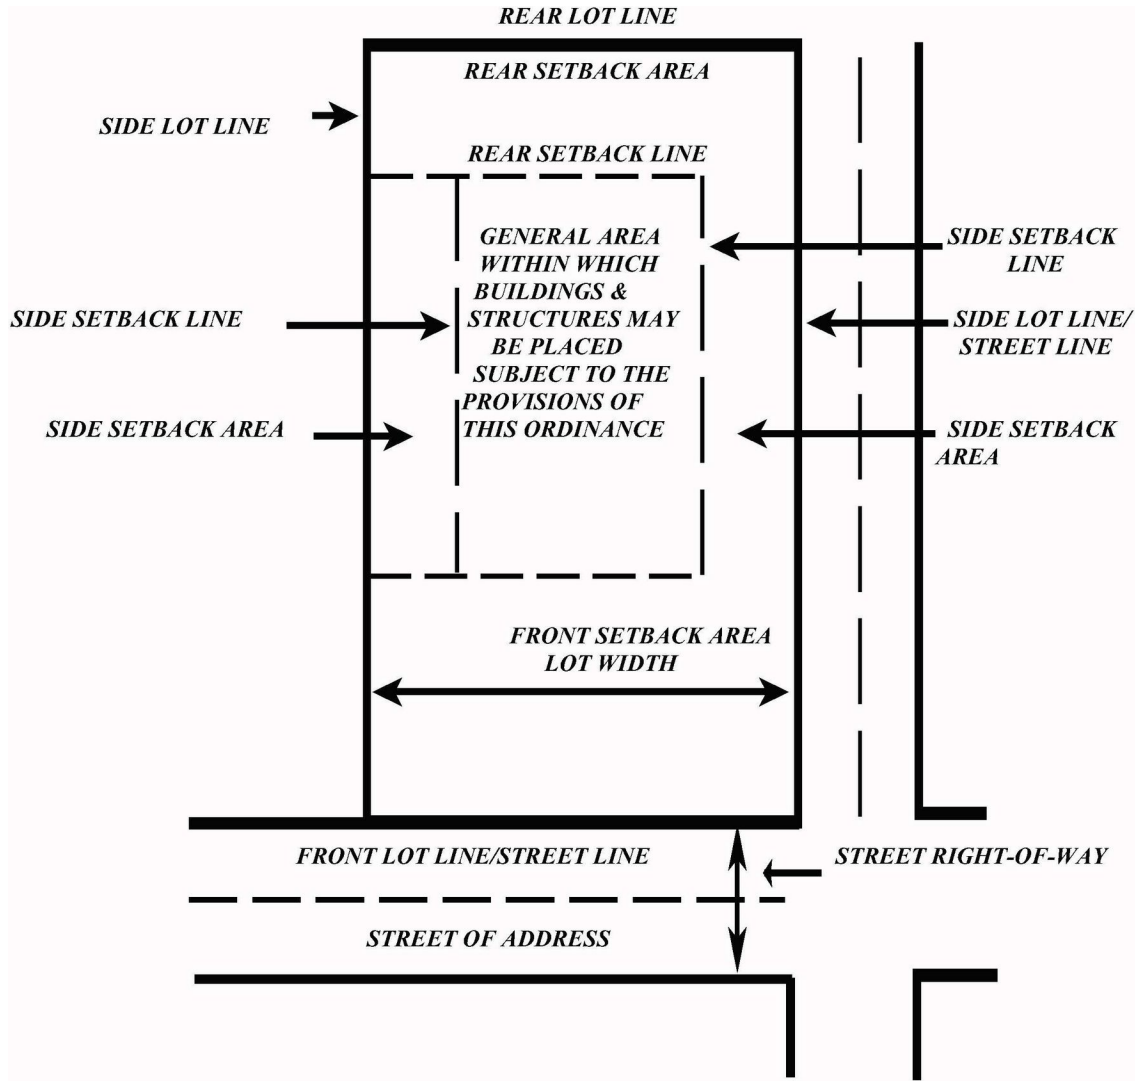 REAR LOT LINE
REAR SETBACK AREA
SIDE LOT LINE
REAR SETBACK LINE
GENERAL AREA
WITHIN WHICH
BUILDINGS &
STRUCTURES MAY
BE PLACED
SUBJECT TO THE
PROVISIONS OF
THIS ORDINANCE
SIDE SETBACK
LINE
SIDE SETBACK LINE
SIDE LOT LINE/
STREET LINE
SIDE SETBACK AREA
SIDE SETBACK
AREA
FRONT SETBACK AREA
LOT WIDTH
FRONT LOT LINE/STREET LINE
STREET RIGHT-OF-WAY
STREET OF ADDRESS